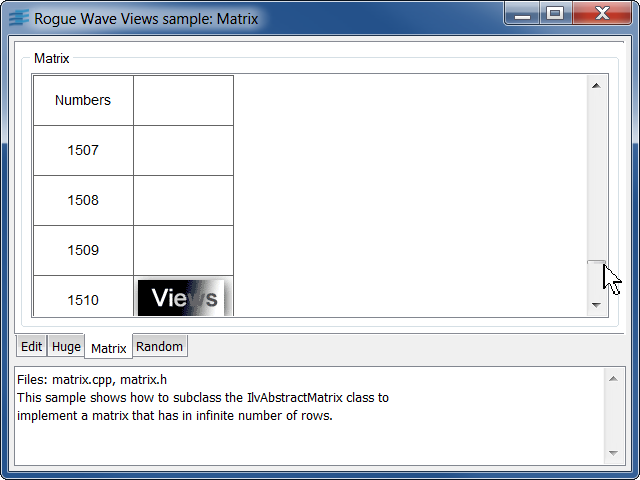 Rogue Wave Views sample: Matrix
Matrix
Numbers
1507
1508
1509
1510 Views
Edit Huge Matrix Random
Files: matrix.cpp, matrix.h
This sample shows how to subclass the IlvAbstractMatrix class to
implement a matrix that has in infinite number of rows.